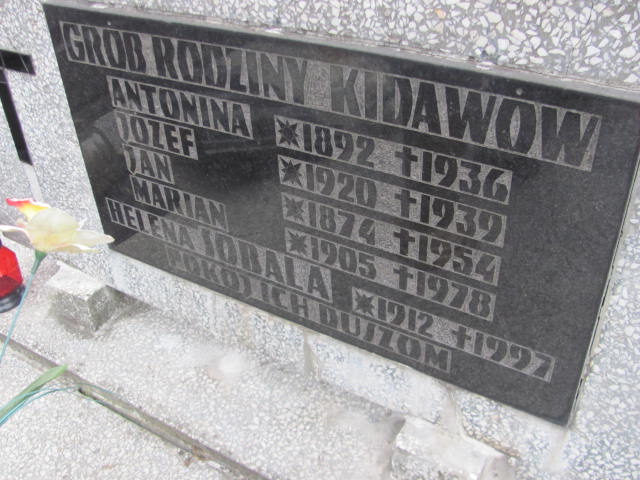 GRÓB RODZINY KIDAWÓW
ANTONINA *1892 †1936
JÓZEF *1920 †1939
JAN *1874 †1954
MARIAN *1905 †1978
HELENA SOBALA *1912 †1997
POKÓJ ICH DUSZOM